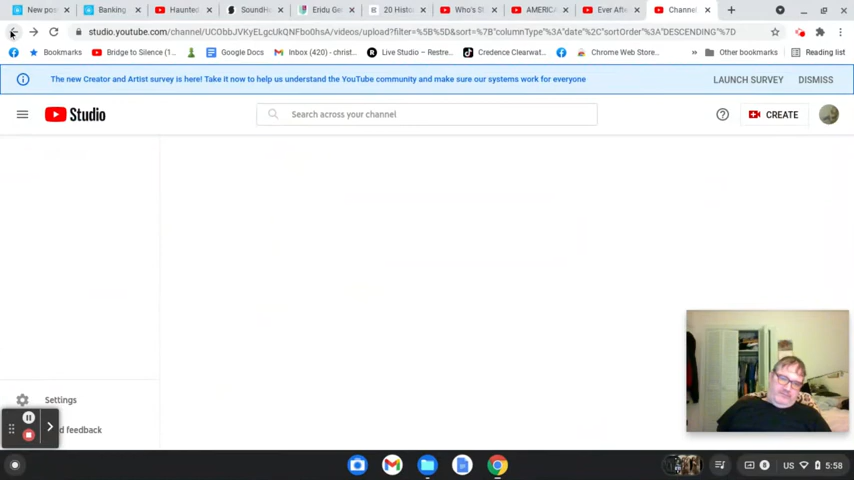 New pos
Banking
Haunted
SoundHo
Eridu Ge
20 Histo
Who's St
AMERICA
Ever Afte
Channel
studio.youtube.com/channel/UCObbJVKyELgcUkQNFbo0hsA/videos/upload?filter=%5B%5D&sort=%7B"columnType"%3A"date"%2C"sortOrder"%3A"DESCENDING"%7D
Bookmarks
Bridge to Silence (1...
Google Docs
Inbox (420) - christ...
Live Studio – Restre...
Credence Clearwat...
Chrome Web Store...
»
Other bookmarks
Reading list
The new Creator and Artist survey is here! Take it now to help us understand the YouTube community and make sure our systems work for everyone
LAUNCH SURVEY
DISMISS
Studio
Search across your channel
CREATE
Settings
d feedback
US
5:58